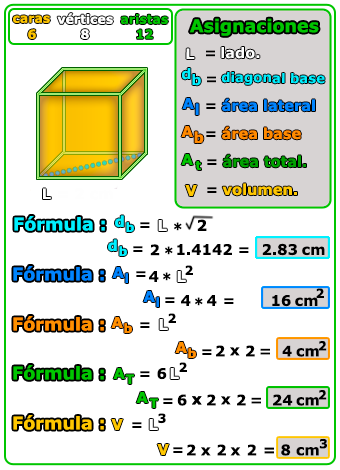 caras vértices aristas
6 8 12
Asignaciones
L = lado.
db = diagonal base
Al = área lateral
Ab = área base
At = área total.
V = volumen.
L
Fórmula : db = L * √2
db = 2 * 1.4142 = 2.83 cm
Fórmula : Al = 4 * L²
Al = 4 * 4 = 16 cm²
Fórmula : Ab = L²
Ab = 2 x 2 = 4 cm²
Fórmula : AT = 6 L²
AT = 6 x 2 x 2 = 24 cm²
Fórmula : V = L³
V = 2 x 2 x 2 = 8 cm³